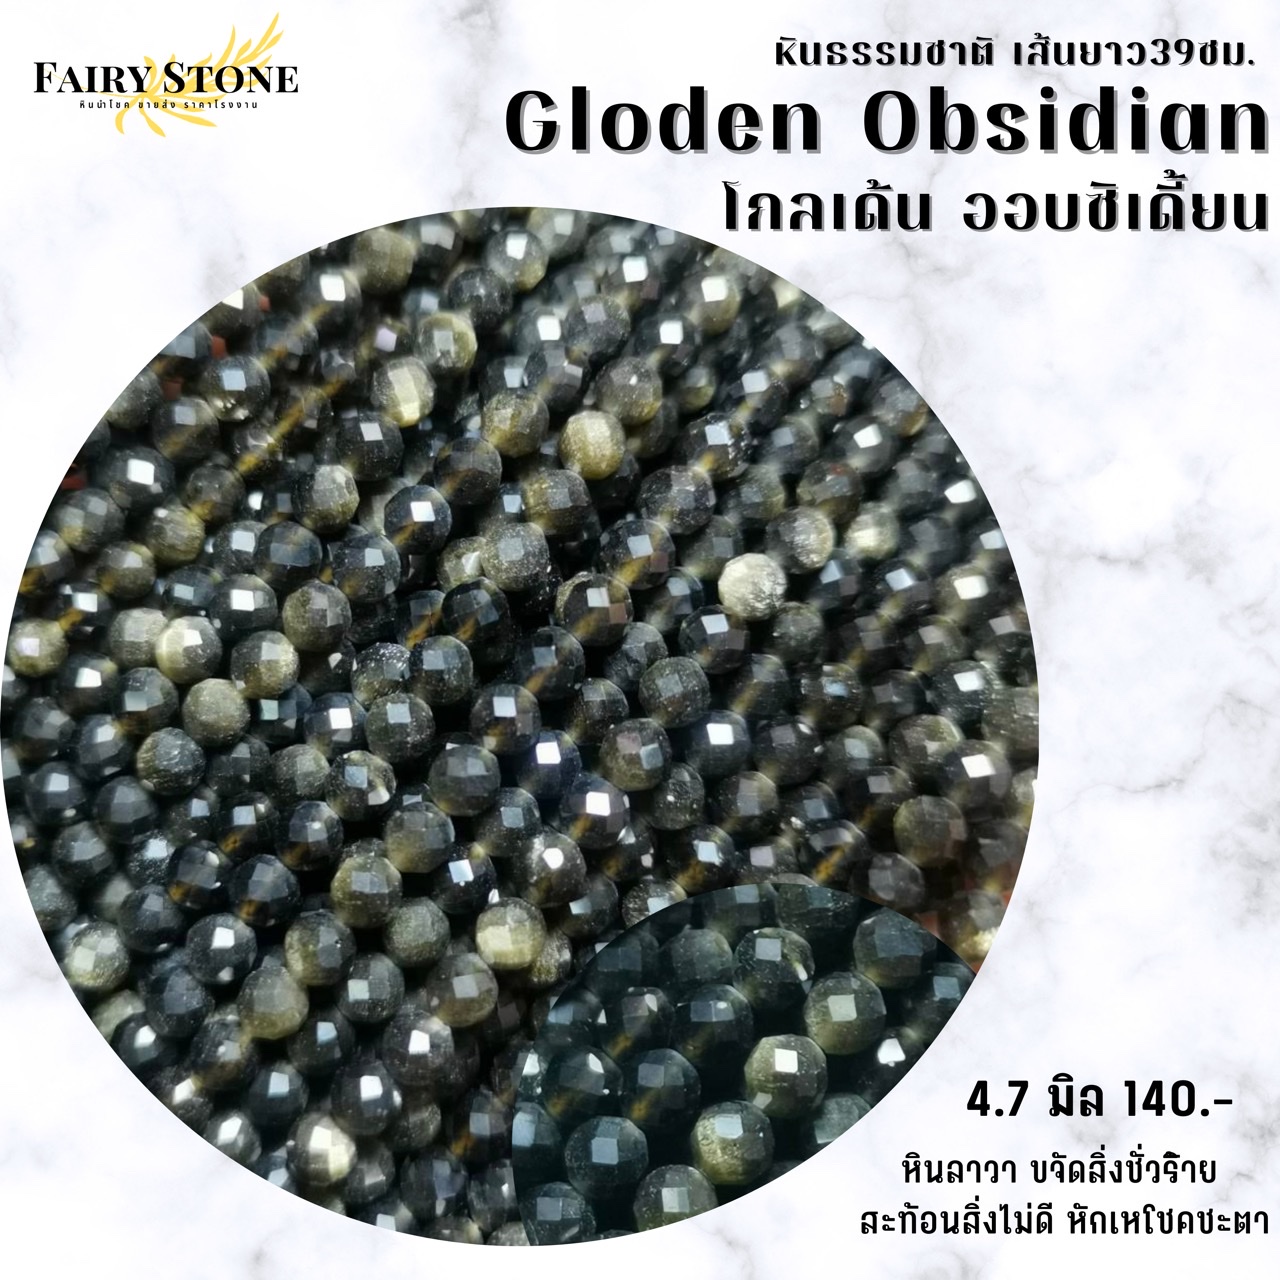 FAIRY STONE
หินนำโชค ขายส่ง ราคาโรงงาน
หินธรรมชาติ เส้นยาว39ซม.
Gloden Obsidian
โกลเด้น ออบซิเดี้ยน
4.7 มิล 140.-
หินลาวา ขจัดสิ่งชั่วร้าย
สะท้อนสิ่งไม่ดี หักเหโชคชะตา